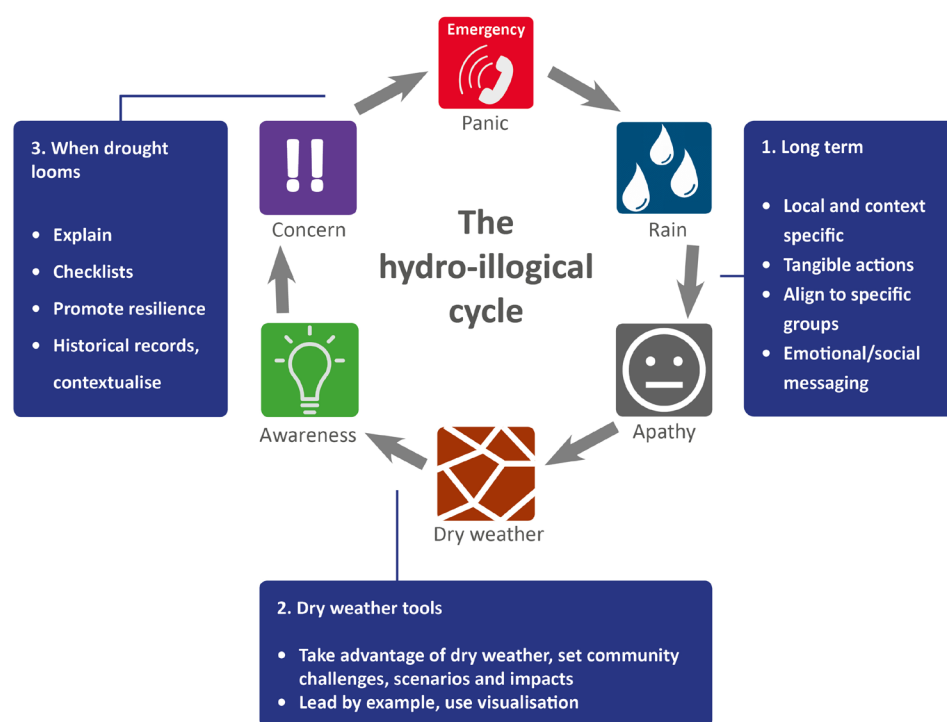 Emergency
Panic
3. When drought
looms
• Explain
• Checklists
• Promote resilience
• Historical records,
contextualise
Concern
The
hydro-illogical
cycle
Rain
1. Long term
• Local and context
specific
• Tangible actions
• Align to specific
groups
• Emotional/social
messaging
Awareness
Apathy
Dry weather
2. Dry weather tools
• Take advantage of dry weather, set community
challenges, scenarios and impacts
• Lead by example, use visualisation